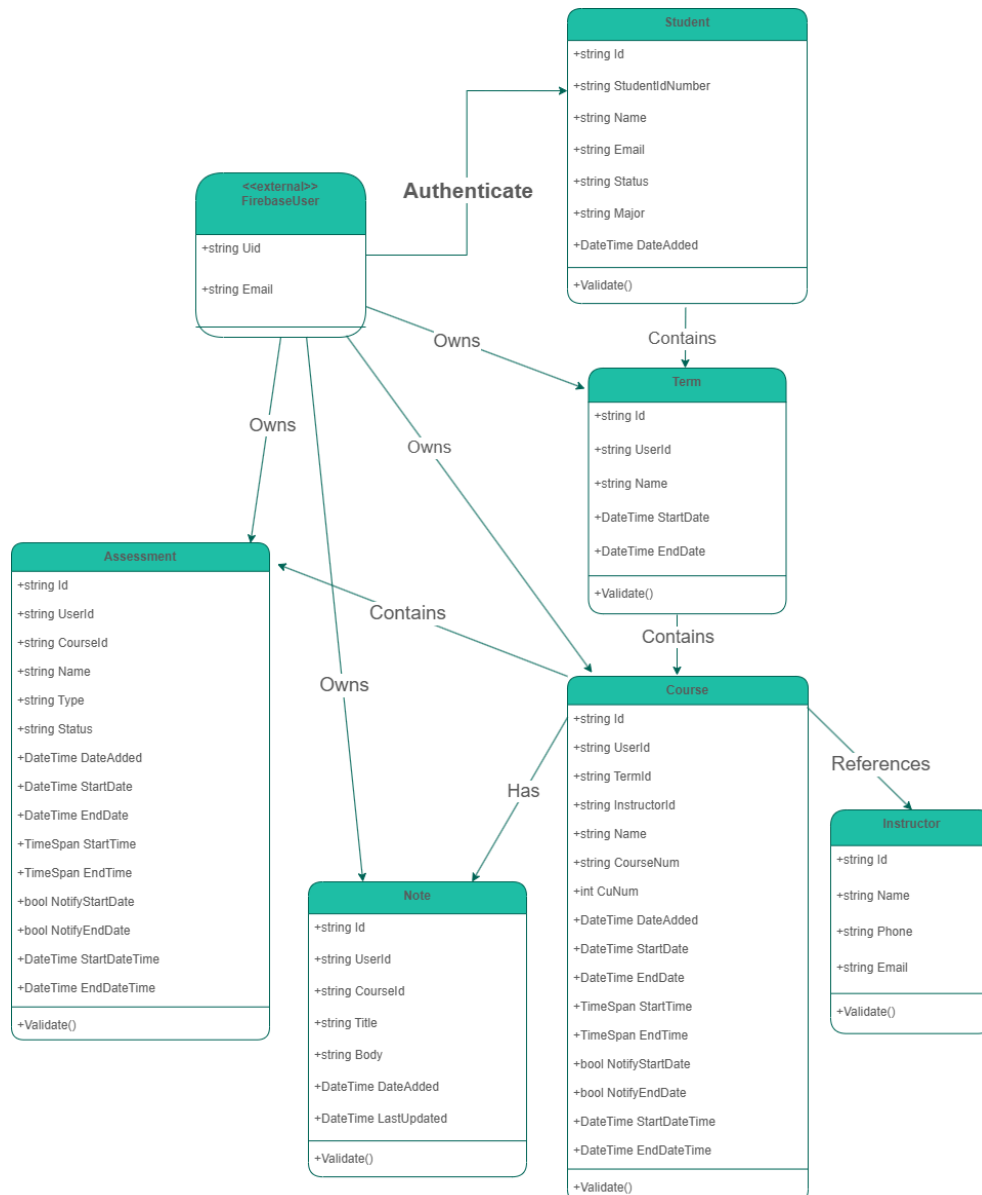 Student
+string Id
+string StudentIdNumber
+string Name
+string Email
+string Status
+string Major
+DateTime DateAdded
+Validate()
Authenticate
<<external>>
FirebaseUser
+string Uid
+string Email
Contains
Owns
Term
+string Id
+string UserId
+string Name
+DateTime StartDate
+DateTime EndDate
+Validate()
Owns
Owns
Contains
Assessment
+string Id
+string UserId
+string CourseId
+string Name
+string Type
+string Status
+DateTime DateAdded
+DateTime StartDate
+DateTime EndDate
+TimeSpan StartTime
+TimeSpan EndTime
+bool NotifyStartDate
+bool NotifyEndDate
+DateTime StartDateTime
+DateTime EndDateTime
+Validate()
Contains
Owns
Has
Course
+string Id
+string UserId
+string TermId
+string InstructorId
+string Name
+string CourseNum
+int CuNum
+DateTime DateAdded
+DateTime StartDate
+DateTime EndDate
+TimeSpan StartTime
+TimeSpan EndTime
+bool NotifyStartDate
+bool NotifyEndDate
+DateTime StartDateTime
+DateTime EndDateTime
+Validate()
References
Instructor
+string Id
+string Name
+string Phone
+string Email
+Validate()
Note
+string Id
+string UserId
+string CourseId
+string Title
+string Body
+DateTime DateAdded
+DateTime LastUpdated
+Validate()